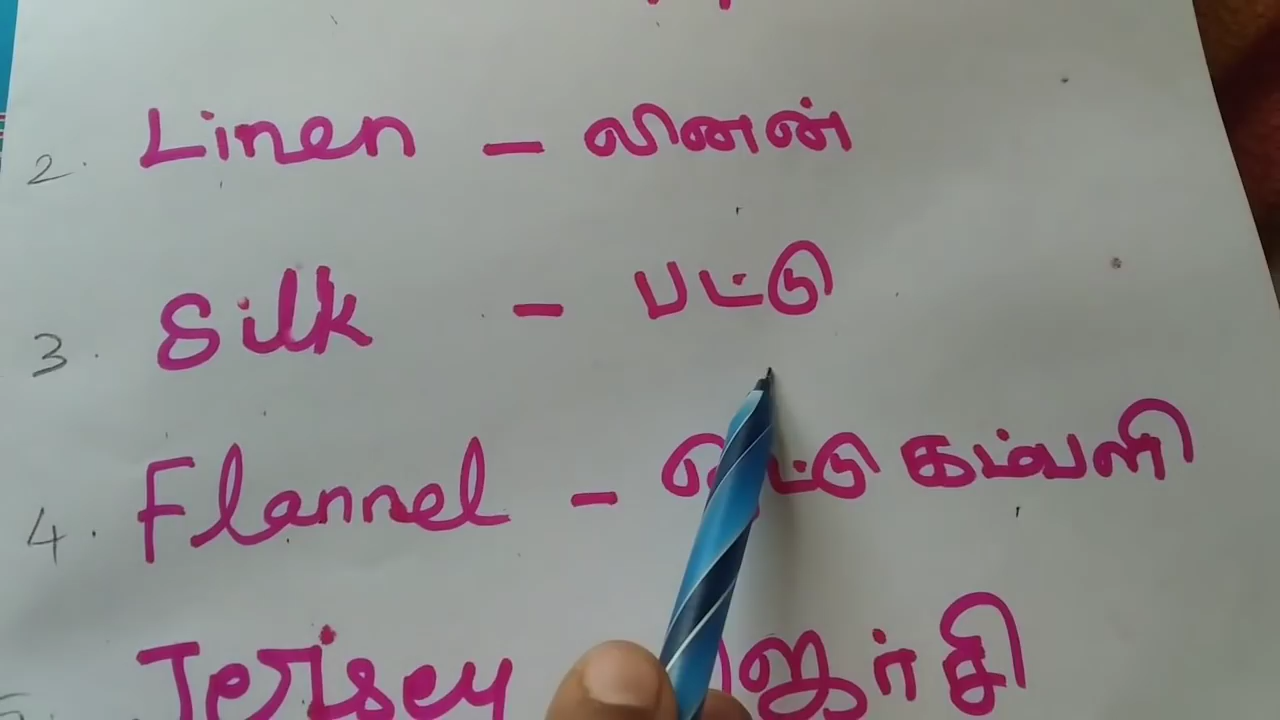 2. Linen – லினன்
3. Silk – பட்டு
4. Flannel – கம்பளி
Jersey ஜெர்சி